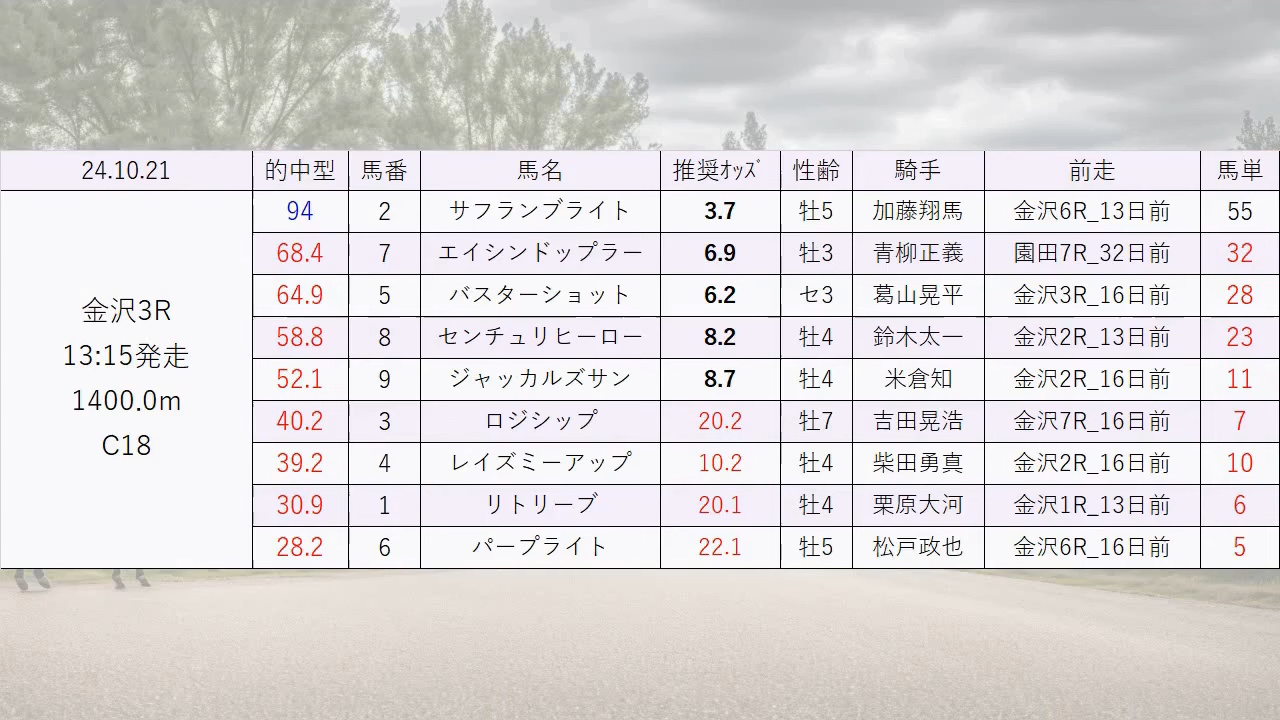 24.10.21 的中型 馬番 馬名 推奨ｵｯｽﾞ 性齢 騎手 前走 馬単
金沢3R
13:15発走
1400.0m
C18
94 2 サフランブライト 3.7 牡5 加藤翔馬 金沢6R_13日前 55
68.4 7 エイシンドップラー 6.9 牡3 青柳正義 園田7R_32日前 32
64.9 5 バスターショット 6.2 セ3 葛山晃平 金沢3R_16日前 28
58.8 8 センチュリヒーロー 8.2 牡4 鈴木太一 金沢2R_13日前 23
52.1 9 ジャッカルズサン 8.7 牡4 米倉知 金沢2R_16日前 11
40.2 3 ロジシップ 20.2 牡7 吉田晃浩 金沢7R_16日前 7
39.2 4 レイズミーアップ 10.2 牡4 柴田勇真 金沢2R_16日前 10
30.9 1 リトリーブ 20.1 牡4 栗原大河 金沢1R_13日前 6
28.2 6 パープライト 22.1 牡5 松戸政也 金沢6R_16日前 5